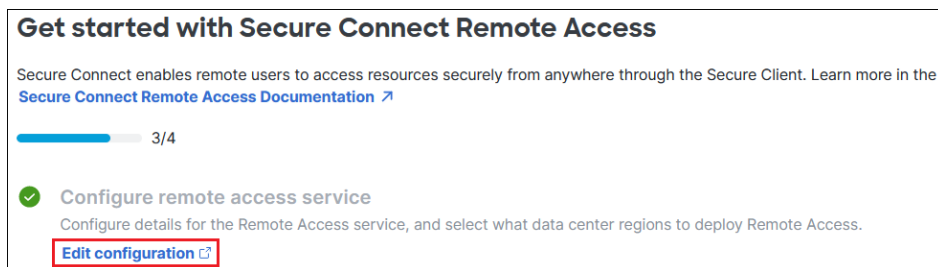 Get started with Secure Connect Remote Access
Secure Connect enables remote users to access resources securely from anywhere through the Secure Client. Learn more in the
Secure Connect Remote Access Documentation ↗
3/4
Configure remote access service
Configure details for the Remote Access service, and select what data center regions to deploy Remote Access.
Edit configuration